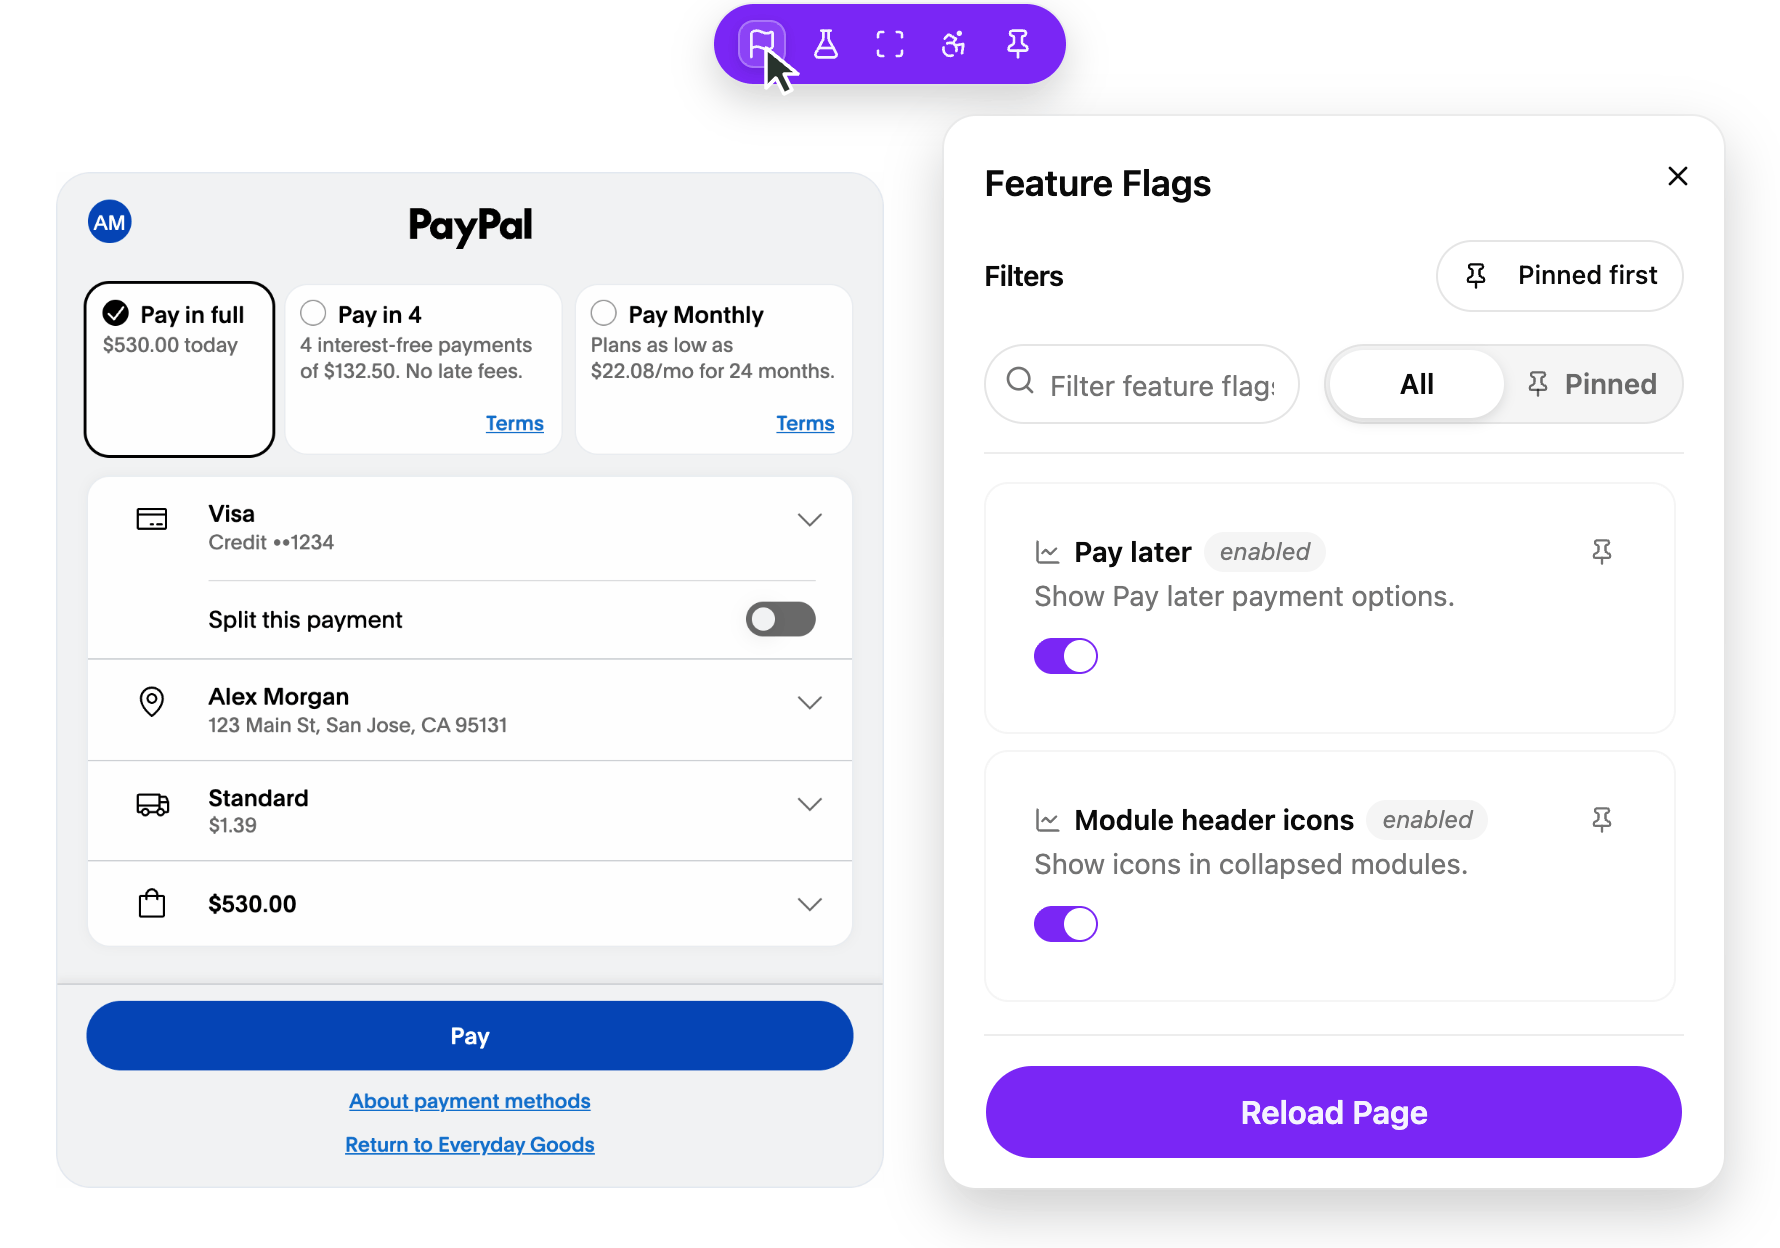 AM
PayPal
Pay in full
$530.00 today
Pay in 4
4 interest-free payments
of $132.50. No late fees.
Terms
Pay Monthly
Plans as low as
$22.08/mo for 24 months.
Terms
Visa
Credit ••1234
Split this payment
Alex Morgan
123 Main St, San Jose, CA 95131
Standard
$1.39
$530.00
Pay
About payment methods
Return to Everyday Goods
Feature Flags
Filters
Pinned first
Filter feature flags
All
Pinned
Pay later enabled
Show Pay later payment options.
Module header icons enabled
Show icons in collapsed modules.
Reload Page